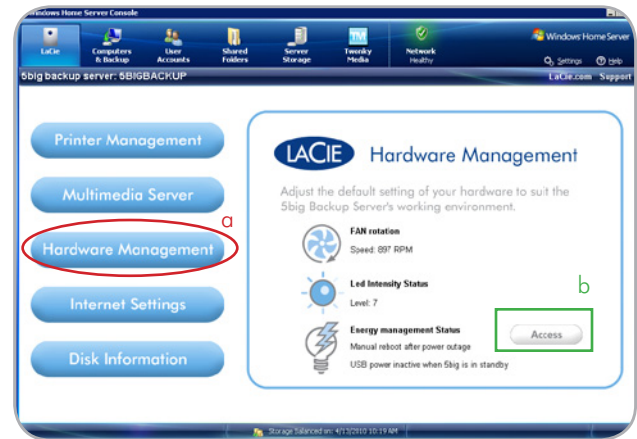 Windows Home Server Console
LaCie
Computers & Backup
User Accounts
Shared Folders
Server Storage
TM
Twonky Media
Network Healthy
Windows Home Server
Settings
Help
5big backup server: 5BIGBACKUP
LaCie.com Support
Printer Management
Multimedia Server
a
Hardware Management
Internet Settings
Disk Information
LACIE
Hardware Management
Adjust the default setting of your hardware to suit the
5big Backup Server's working environment.
FAN rotation
Speed: 897 RPM
Led Intensity Status
Level: 7
b
Energy management Status
Manual reboot after power outage
USB power inactive when 5big is in standby
Access
Storage Balanced on: 4/13/2010 10:19 AM